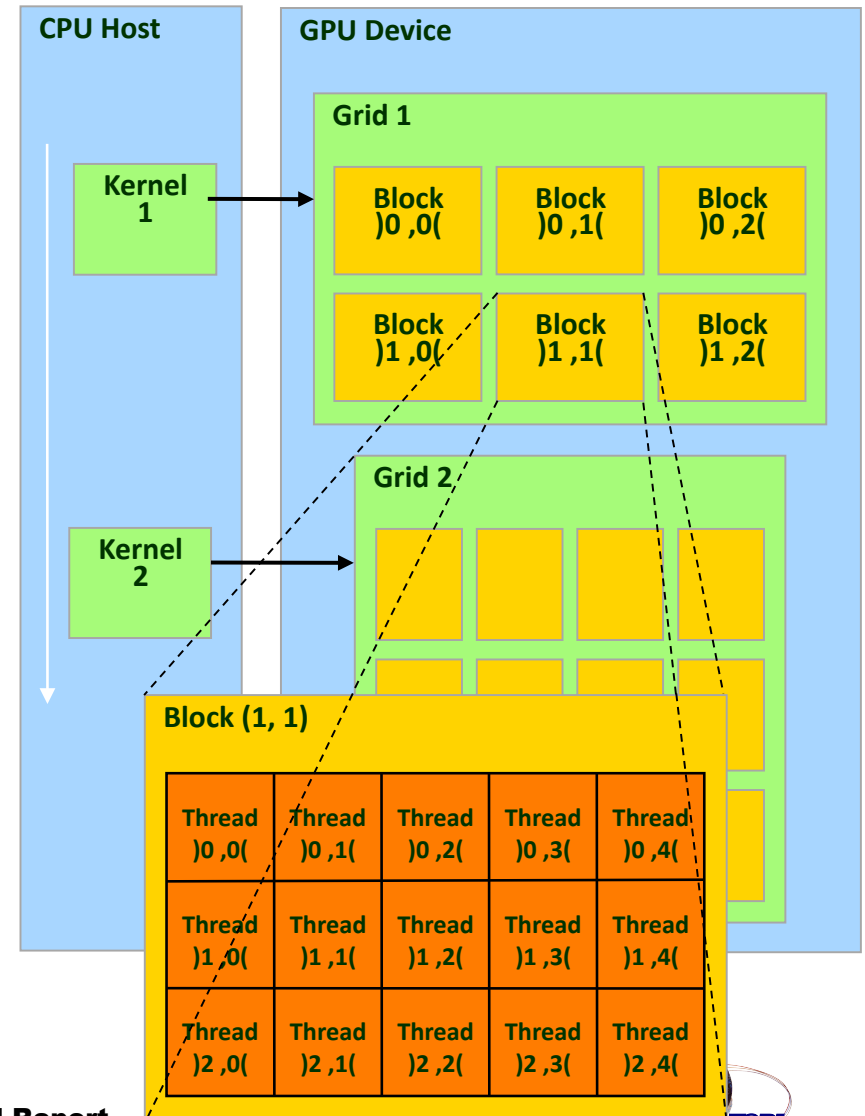 CPU Host
GPU Device
Grid 1
Kernel
1
Block
)0 ,0(
Block
)0 ,1(
Block
)0 ,2(
Block
)1 ,0(
Block
)1 ,1(
Block
)1 ,2(
Grid 2
Kernel
2
Block (1, 1)
Thread
)0 ,0(
Thread
)0 ,1(
Thread
)0 ,2(
Thread
)0 ,3(
Thread
)0 ,4(
Thread
)1 ,0(
Thread
)1 ,1(
Thread
)1 ,2(
Thread
)1 ,3(
Thread
)1 ,4(
Thread
)2 ,0(
Thread
)2 ,1(
Thread
)2 ,2(
Thread
)2 ,3(
Thread
)2 ,4(